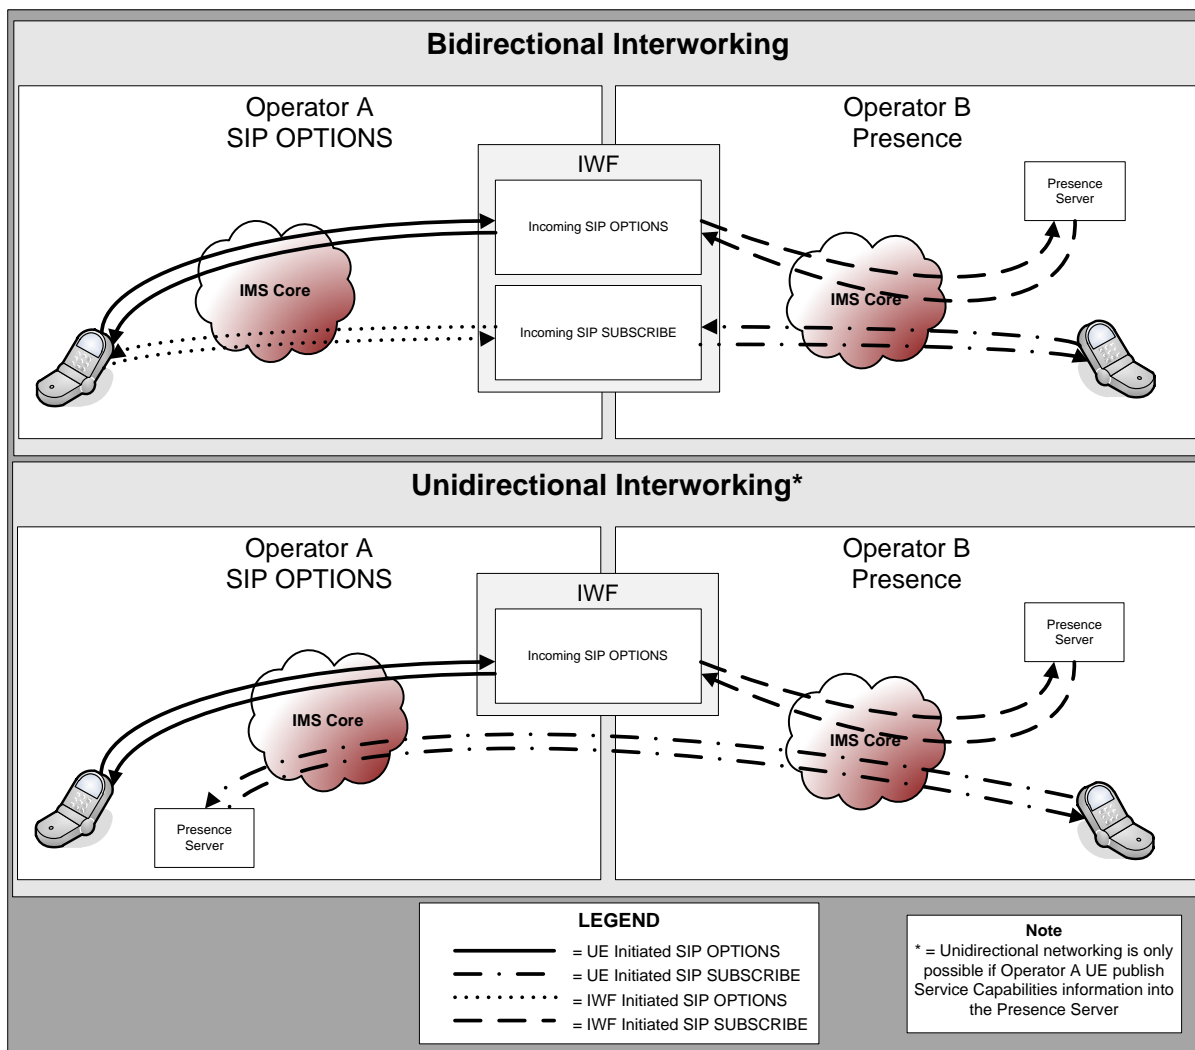 Bidirectional Interworking
Operator A
SIP OPTIONS
Operator B
Presence
IWF
Incoming SIP OPTIONS
Presence
Server
IMS Core
IMS Core
Incoming SIP SUBSCRIBE
Unidirectional Interworking*
Operator A
SIP OPTIONS
Operator B
Presence
IWF
Incoming SIP OPTIONS
Presence
Server
IMS Core
IMS Core
Presence
Server
LEGEND
= UE Initiated SIP OPTIONS
= UE Initiated SIP SUBSCRIBE
= IWF Initiated SIP OPTIONS
= IWF Initiated SIP SUBSCRIBE
Note
* = Unidirectional networking is only
possible if Operator A UE publish
Service Capabilities information into
the Presence Server